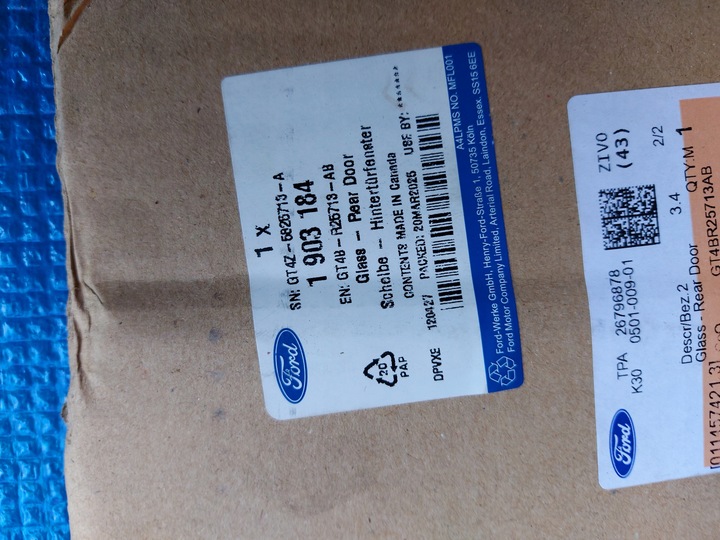 1 x
SN: GT4Z-5825713-A
1 903 184
EN: GT4B-R25713-AB
Glass - Rear Door
Scheibe - Hintertürfenster
CONTENTS MADE IN Canada
PACKED: 20MAR2025 USE BY: *******
120427
DPVXE
20
PAP
Ford
A4LPMS NO. MFL001
Ford-Werke GmbH, Henry-Ford-Straße 1, 50735 Köln
Ford Motor Company Limited, Arterial Road, Laindon, Essex. SS15 6EE
ZIVO
(43)
2/2
TPA 26796878
K30 0501-009-01
3.4
Descr/Bez.2
Glass - Rear Door
QTY:M 1
GT4BR25713AB
Ford